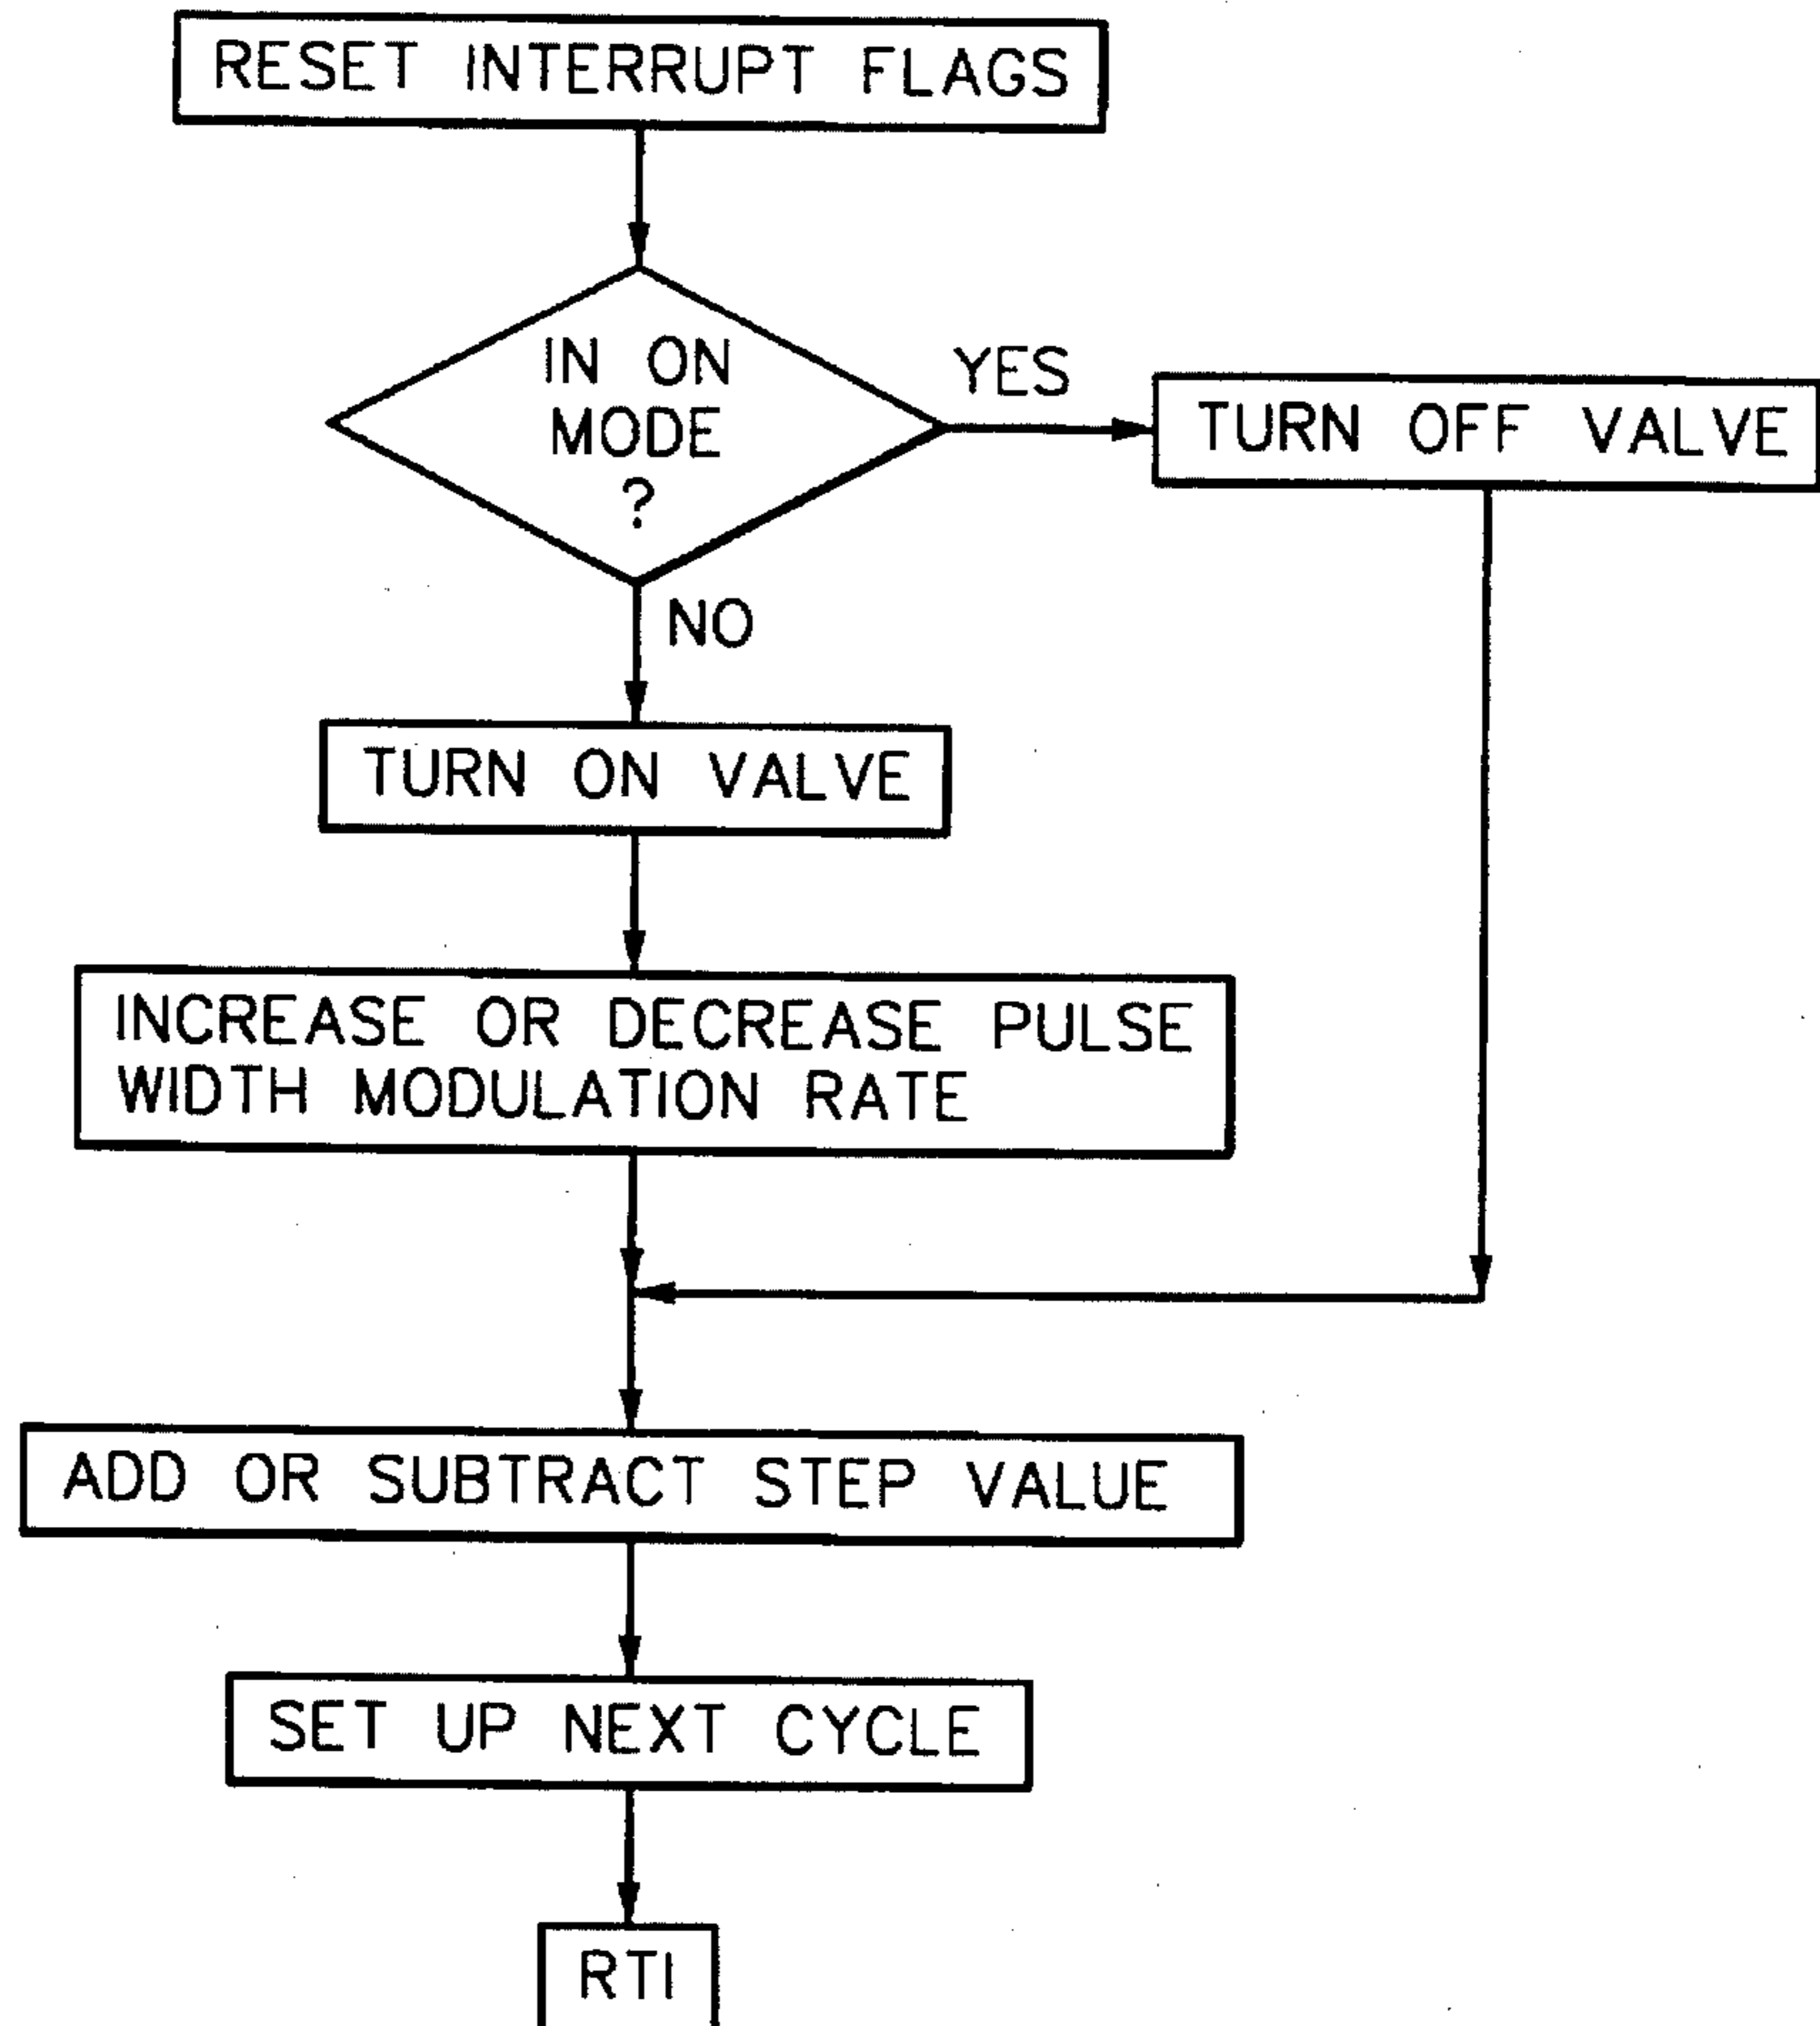 RESET INTERRUPT FLAGS
IN ON
MODE
?
YES
TURN OFF VALVE
NO
TURN ON VALVE
INCREASE OR DECREASE PULSE
WIDTH MODULATION RATE
ADD OR SUBTRACT STEP VALUE
SET UP NEXT CYCLE
RTI